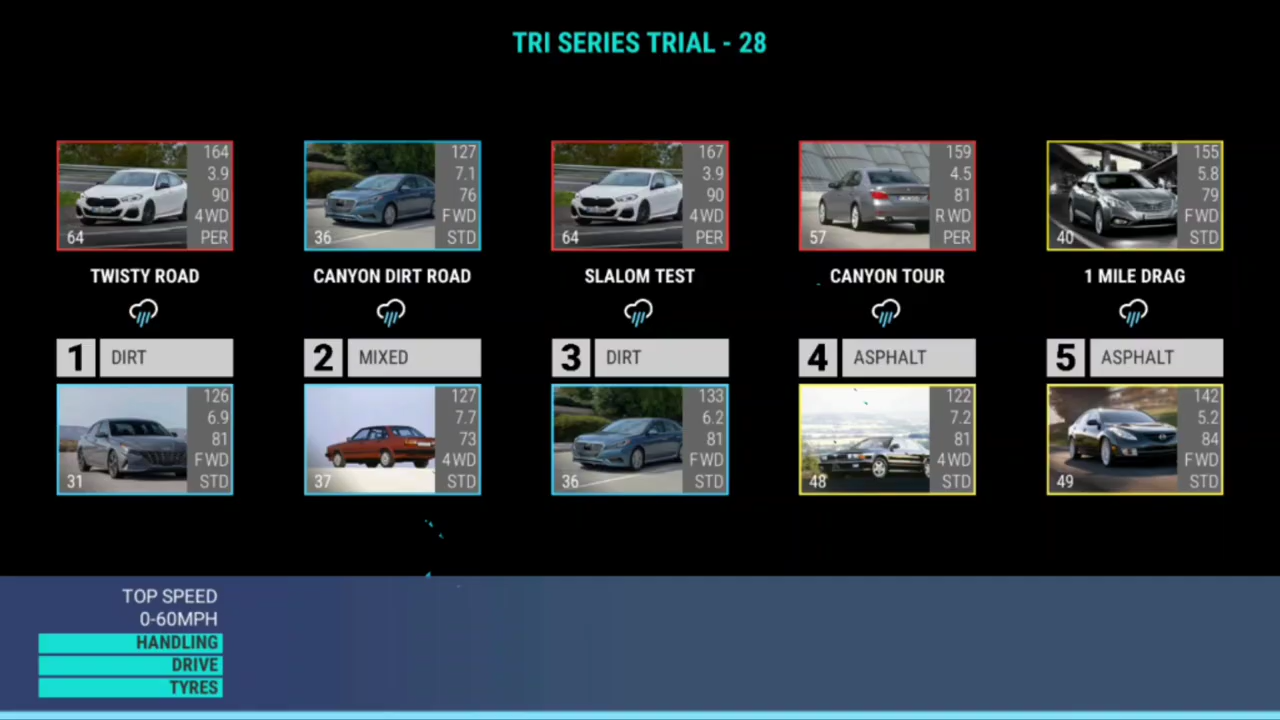 TRI SERIES TRIAL - 28
164
3.9
90
4WD
64 PER
127
7.1
76
FWD
36 STD
167
3.9
90
4WD
64 PER
159
4.5
81
RWD
57 PER
155
5.8
79
FWD
40 STD
TWISTY ROAD
CANYON DIRT ROAD
SLALOM TEST
CANYON TOUR
1 MILE DRAG
1 DIRT
2 MIXED
3 DIRT
4 ASPHALT
5 ASPHALT
126
6.9
81
FWD
31 STD
127
7.7
73
4WD
37 STD
133
6.2
81
FWD
36 STD
122
7.2
81
4WD
48 STD
142
5.2
84
FWD
49 STD
TOP SPEED
0-60MPH
HANDLING
DRIVE
TYRES